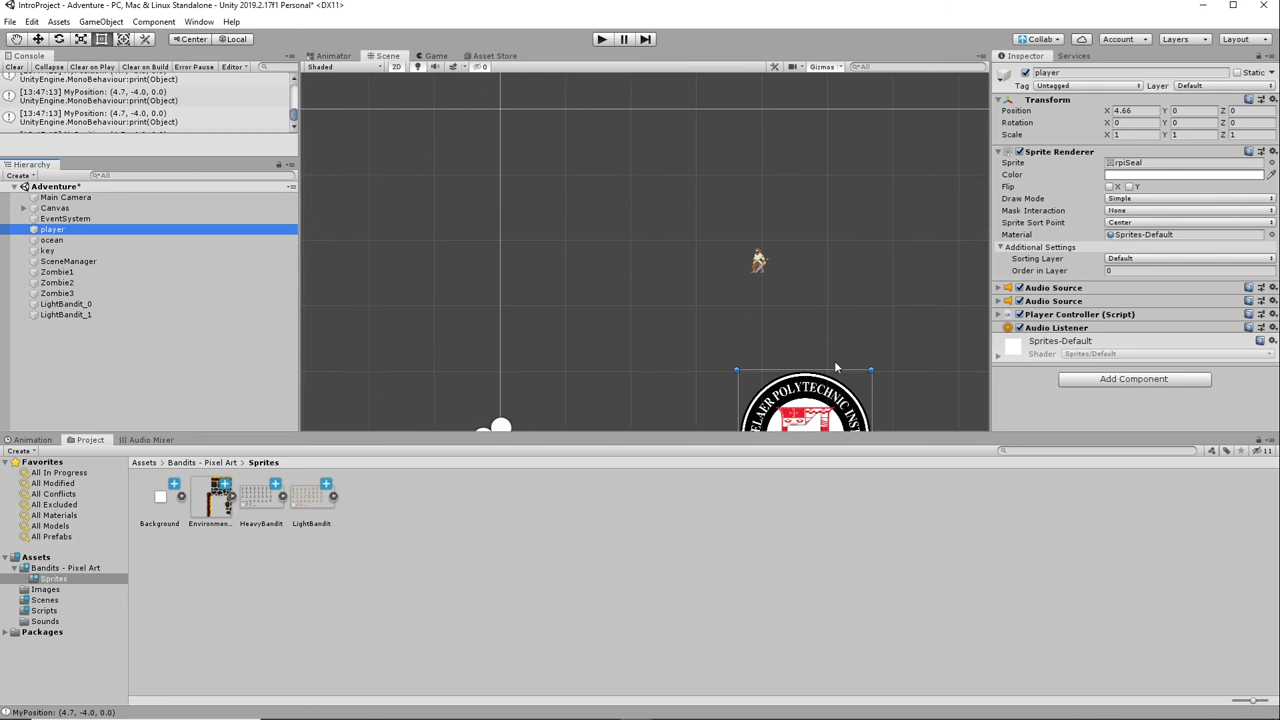 IntroProject - Adventure - PC, Mac & Linux Standalone - Unity 2019.2.17f1 Personal* <DX11>
File Edit Assets GameObject Component Window Help
Center Local Collab Account Layers Layout
Console Animator Scene Game Asset Store Inspector Services
Clear Collapse Clear on Play Clear on Build Error Pause Editor Shaded 2D 0 Gizmos All
UnityEngine.MonoBehaviour:print(Object)
[13:47:13] MyPosition: (4.7, -4.0, 0.0)
UnityEngine.MonoBehaviour:print(Object)
[13:47:13] MyPosition: (4.7, -4.0, 0.0)
UnityEngine.MonoBehaviour:print(Object)
Hierarchy
Create All
Adventure*
Main Camera
Canvas
EventSystem
player
ocean
key
SceneManager
Zombie1
Zombie2
Zombie3
LightBandit_0
LightBandit_1
ELAER POLYTECHNIC INST
player Static
Tag Untagged Layer Default
Transform
Position X 4.66 Y 0 Z 0
Rotation X 0 Y 0 Z 0
Scale X 1 Y 1 Z 1
Sprite Renderer
Sprite rpiSeal
Color
Flip X Y
Draw Mode Simple
Mask Interaction None
Sprite Sort Point Center
Material Sprites-Default
Additional Settings
Sorting Layer Default
Order in Layer 0
Audio Source
Audio Source
Player Controller (Script)
Audio Listener
Sprites-Default
Shader Sprites/Default
Add Component
Animation Project Audio Mixer
Create 11
Favorites
All In Progress
All Modified
All Conflicts
All Excluded
All Materials
All Models
All Prefabs
Assets
Bandits - Pixel Art
Sprites
Images
Scenes
Scripts
Sounds
Packages
Assets Bandits - Pixel Art Sprites
Background Environmen... HeavyBandit LightBandit
MyPosition: (4.7, -4.0, 0.0)